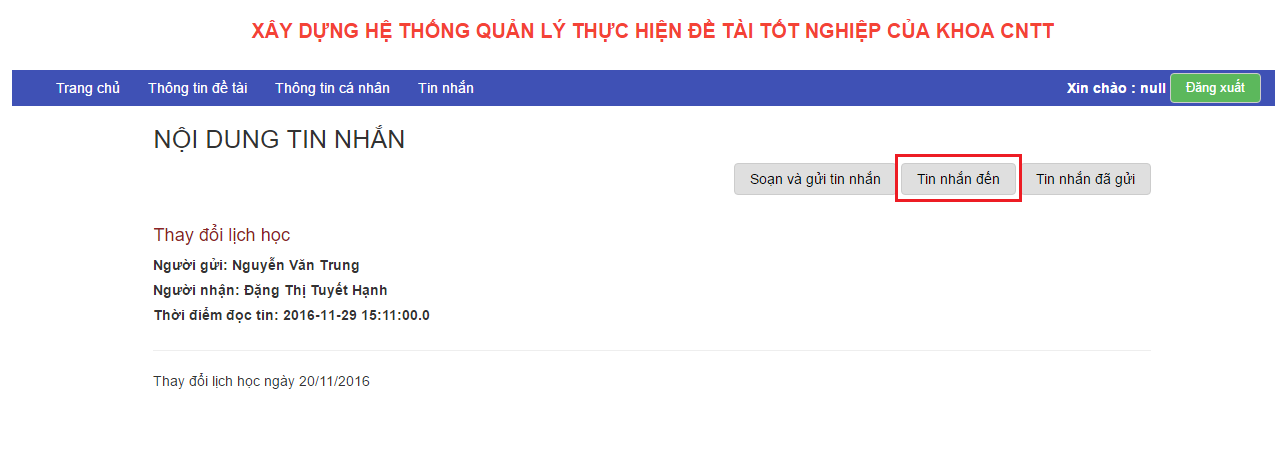 XÂY DỰNG HỆ THỐNG QUẢN LÝ THỰC HIỆN ĐỀ TÀI TỐT NGHIỆP CỦA KHOA CNTT
Trang chủ Thông tin đề tài Thông tin cá nhân Tin nhắn Xin chào : null Đăng xuất
NỘI DUNG TIN NHẮN
Soạn và gửi tin nhắn Tin nhắn đến Tin nhắn đã gửi
Thay đổi lịch học
Người gửi: Nguyễn Văn Trung
Người nhận: Đặng Thị Tuyết Hạnh
Thời điểm đọc tin: 2016-11-29 15:11:00.0
Thay đổi lịch học ngày 20/11/2016